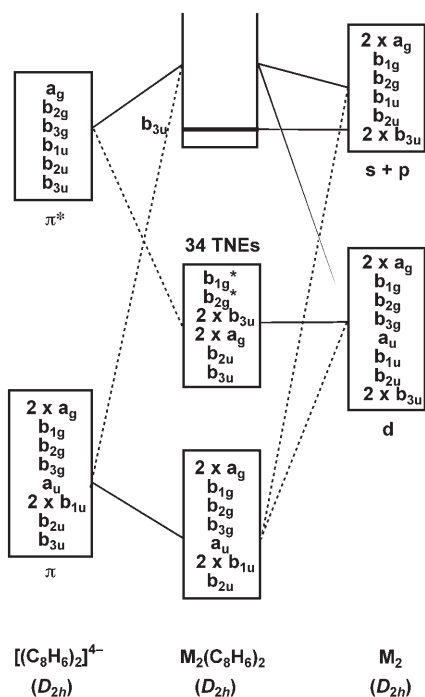 a_g
b_2g
b_3g
b_1u
b_2u
b_3u
π*
2 x a_g
b_1g
b_2g
b_3g
a_u
2 x b_1u
b_2u
b_3u
π
[(C₈H₆)₂]⁴⁻
(D_2h)
b_3u
34 TNEs
b_1g*
b_2g*
2 x b_3u
2 x a_g
b_2u
b_3u
2 x a_g
b_1g
b_2g
b_3g
a_u
2 x b_1u
b_2u
M₂(C₈H₆)₂
(D_2h)
2 x a_g
b_1g
b_2g
b_1u
b_2u
2 x b_3u
s + p
2 x a_g
b_1g
b_2g
b_3g
a_u
b_1u
b_2u
2 x b_3u
d
M₂
(D_2h)